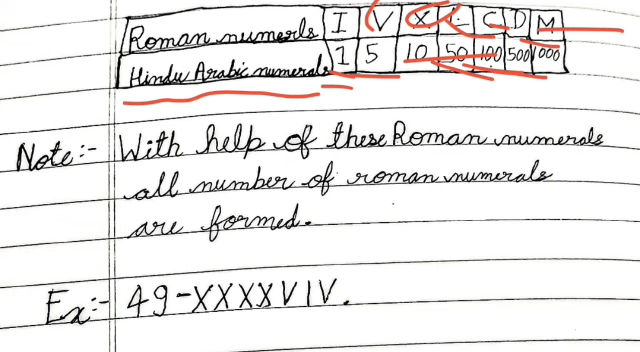 Roman numerls I V X L C D M
Hindu Arabic numerals 1 5 10 50 100 500 1000
Note:- With help of these Roman numerals
all number of roman numerals
are formed.
Ex:- 49-XXXXVIV.